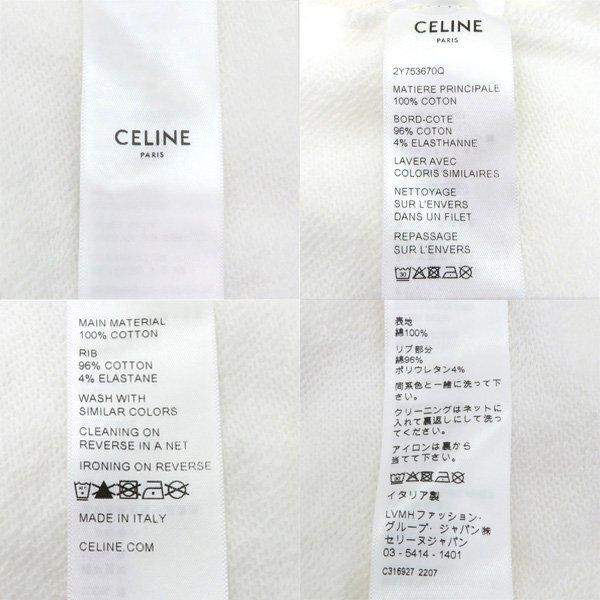 CELINE
PARIS
CELINE
PARIS
2Y753670Q
MATIERE PRINCIPALE
100% COTON
BORD-COTE
96% COTON
4% ELASTHANNE
LAVER AVEC
COLORIS SIMILAIRES
NETTOYAGE
SUR L'ENVERS
DANS UN FILET
REPASSAGE
SUR L'ENVERS
30
MAIN MATERIAL
100% COTTON
RIB
96% COTTON
4% ELASTANE
WASH WITH
SIMILAR COLORS
CLEANING ON
REVERSE IN A NET
IRONING ON REVERSE
30
MADE IN ITALY
CELINE.COM
表地
綿100%
リブ部分
綿96%
ポリウレタン4%
同系色と一緒に洗って下
さい。
クリーニングはネットに
入れて裏返しにして洗っ
てください。
アイロンは裏から
当てて下さい。
30
イタリア製
LVMHファッション・
グループ・ジャパン㈱
セリーヌジャパン
03 - 5414 - 1401
C316927 2207